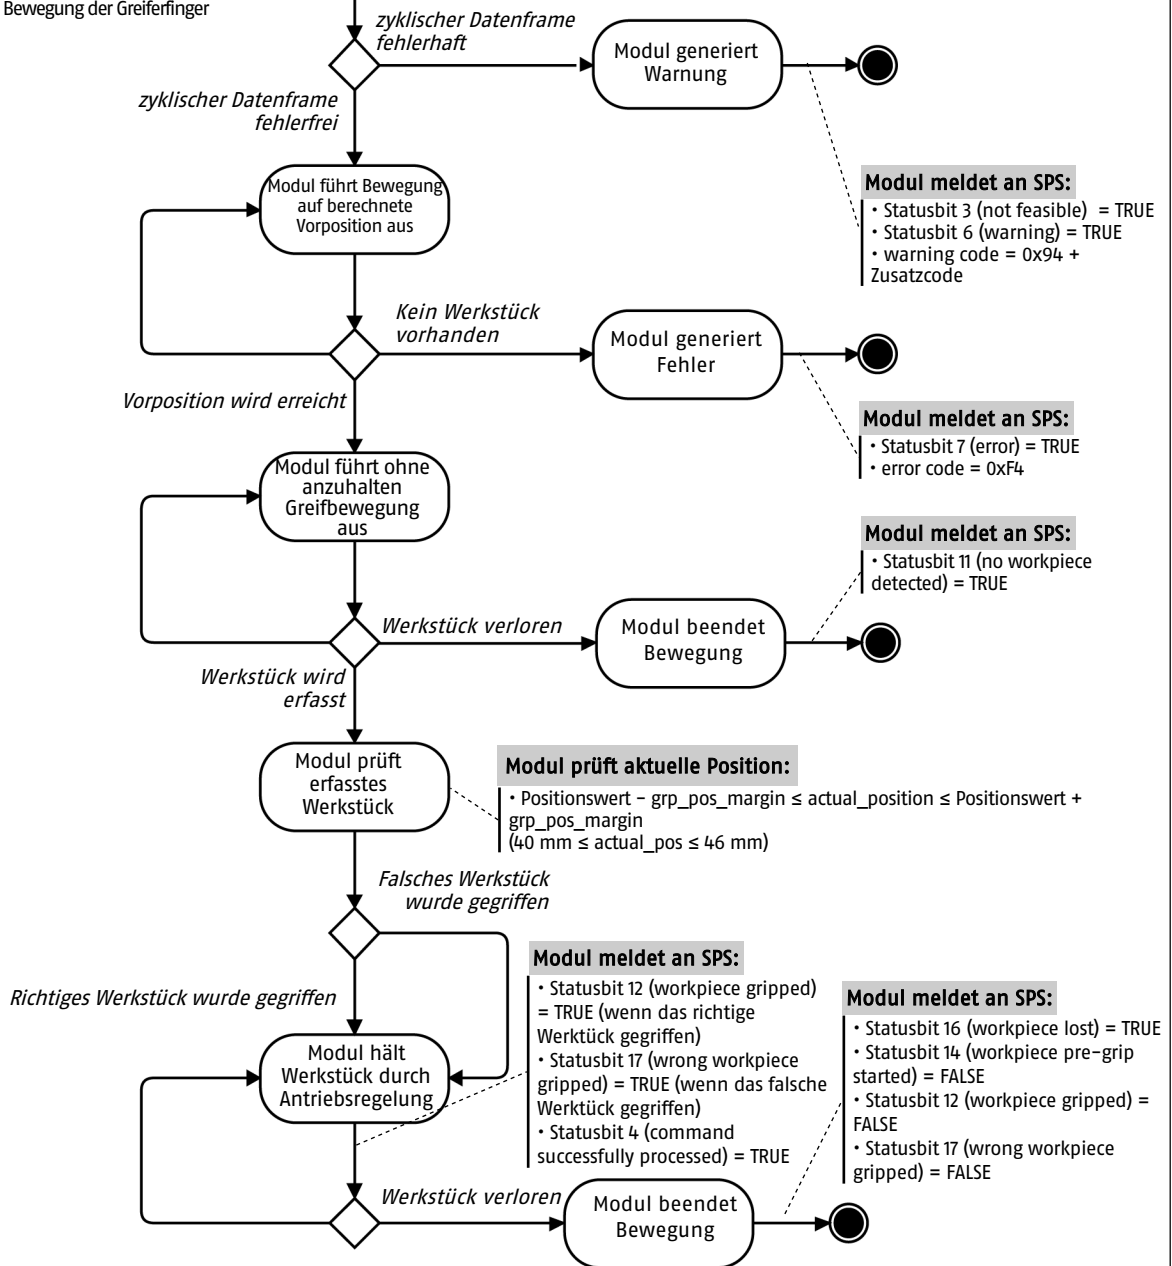 Bewegung der Greiferfinger
zyklischer Datenframe
fehlerhaft
Modul generiert
Warnung
zyklischer Datenframe
fehlerfrei
Modul meldet an SPS:
• Statusbit 3 (not feasible) = TRUE
• Statusbit 6 (warning) = TRUE
• warning code = 0x94 +
Zusatzcode
Modul führt Bewegung
auf berechnete
Vorposition aus
Kein Werkstück
vorhanden
Modul generiert
Fehler
Vorposition wird erreicht
Modul meldet an SPS:
• Statusbit 7 (error) = TRUE
• error code = 0xF4
Modul führt ohne
anzuhalten
Greifbewegung
aus
Modul meldet an SPS:
• Statusbit 11 (no workpiece
detected) = TRUE
Werkstück verloren
Modul beendet
Bewegung
Werkstück wird
erfasst
Modul prüft
erfasstes
Werkstück
Modul prüft aktuelle Position:
• Positionswert - grp_pos_margin ≤ actual_position ≤ Positionswert +
grp_pos_margin
(40 mm ≤ actual_pos ≤ 46 mm)
Falsches Werkstück
wurde gegriffen
Richtiges Werkstück wurde gegriffen
Modul meldet an SPS:
• Statusbit 12 (workpiece gripped)
= TRUE (wenn das richtige
Werktück gegriffen)
• Statusbit 17 (wrong workpiece
gripped) = TRUE (wenn das falsche
Werktück gegriffen)
• Statusbit 4 (command
successfully processed) = TRUE
Modul meldet an SPS:
• Statusbit 16 (workpiece lost) = TRUE
• Statusbit 14 (workpiece pre-grip
started) = FALSE
• Statusbit 12 (workpiece gripped) =
FALSE
• Statusbit 17 (wrong workpiece
gripped) = FALSE
Modul hält
Werkstück durch
Antriebsregelung
Werkstück verloren
Modul beendet
Bewegung